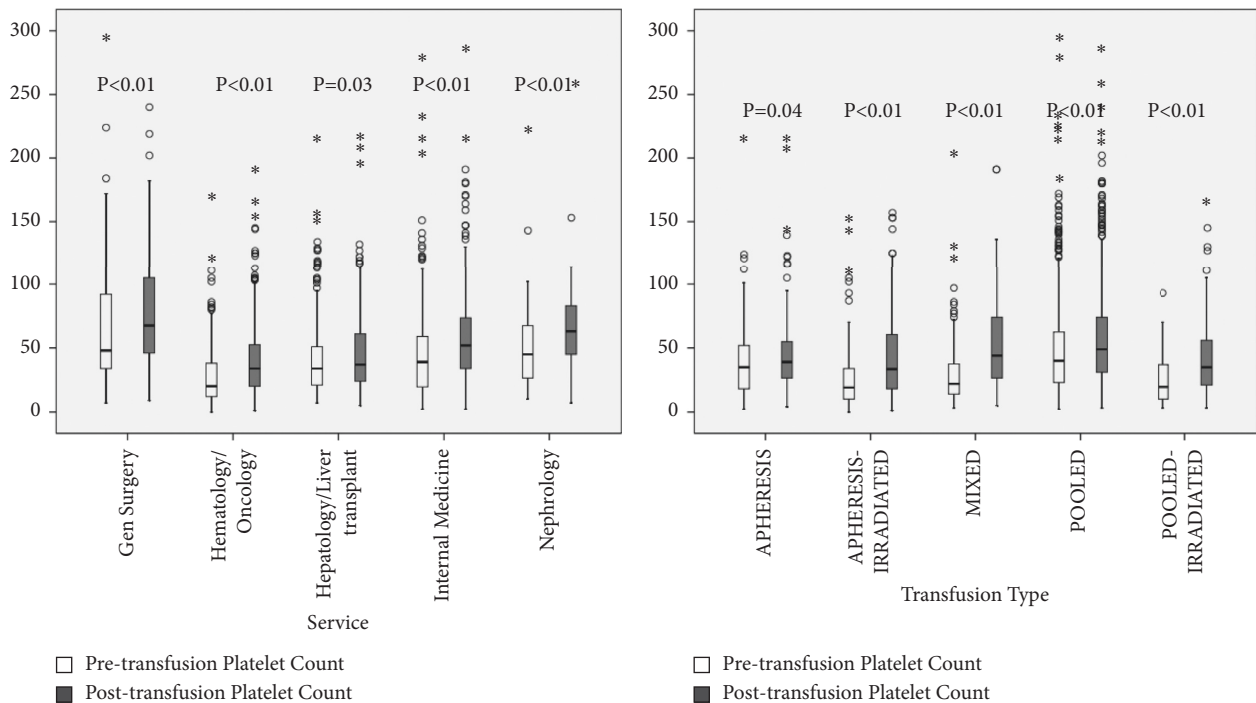 300
250
200
150
100
50
0
P<0.01
P<0.01
P=0.03
P<0.01
P<0.01
Gen Surgery
Hematology/
Oncology
Hepatology/Liver
transplant
Internal Medicine
Nephrology
Service
Pre-transfusion Platelet Count
Post-transfusion Platelet Count
300
250
200
150
100
50
0
P=0.04
P<0.01
P<0.01
P<0.01
P<0.01
APHERESIS
APHERESIS-
IRRADIATED
MIXED
POOLED
POOLED-
IRRADIATED
Transfusion Type
Pre-transfusion Platelet Count
Post-transfusion Platelet Count